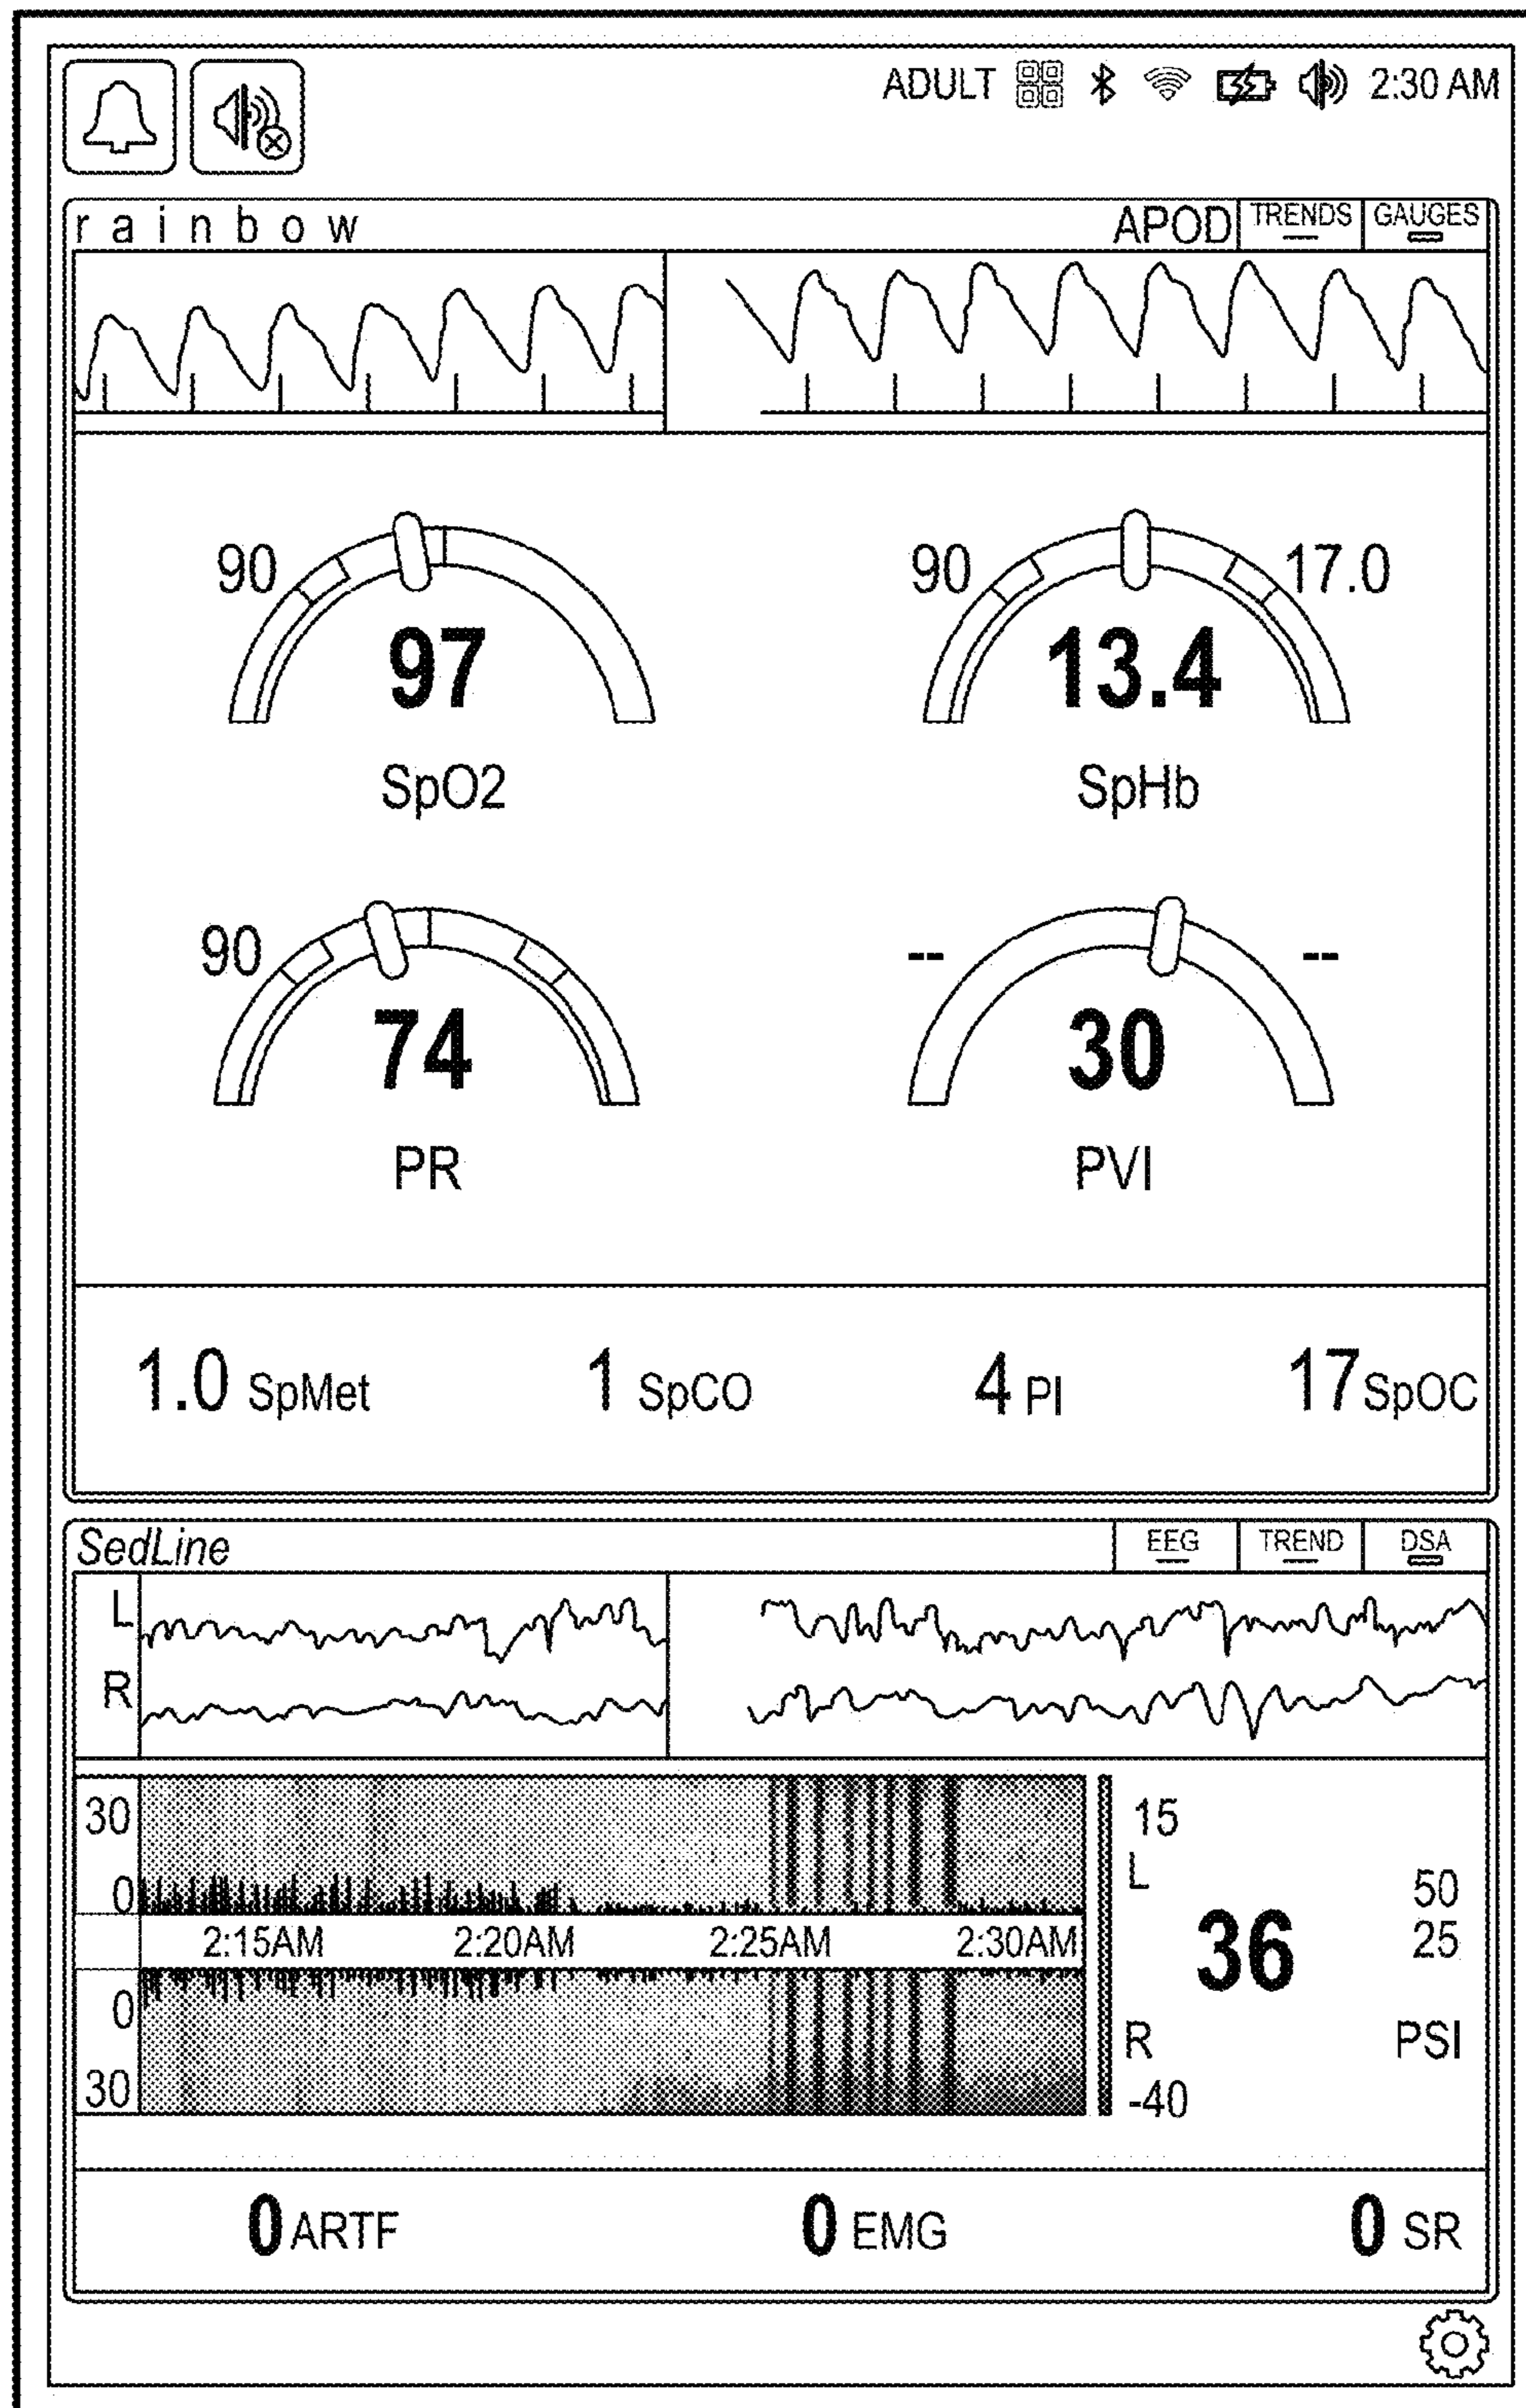 ADULT 2:30 AM
rainbow APOD TRENDS GAUGES
90 90 17.0
97 13.4
SpO2 SpHb
90 -- --
74 30
PR PVI
1.0 SpMet 1 SpCO 4 PI 17 SpOC
SedLine EEG TREND DSA
L
R
30 15
L
0 50
2:15AM 2:20AM 2:25AM 2:30AM 36 25
0 R PSI
30 -40
0 ARTF 0 EMG 0 SR